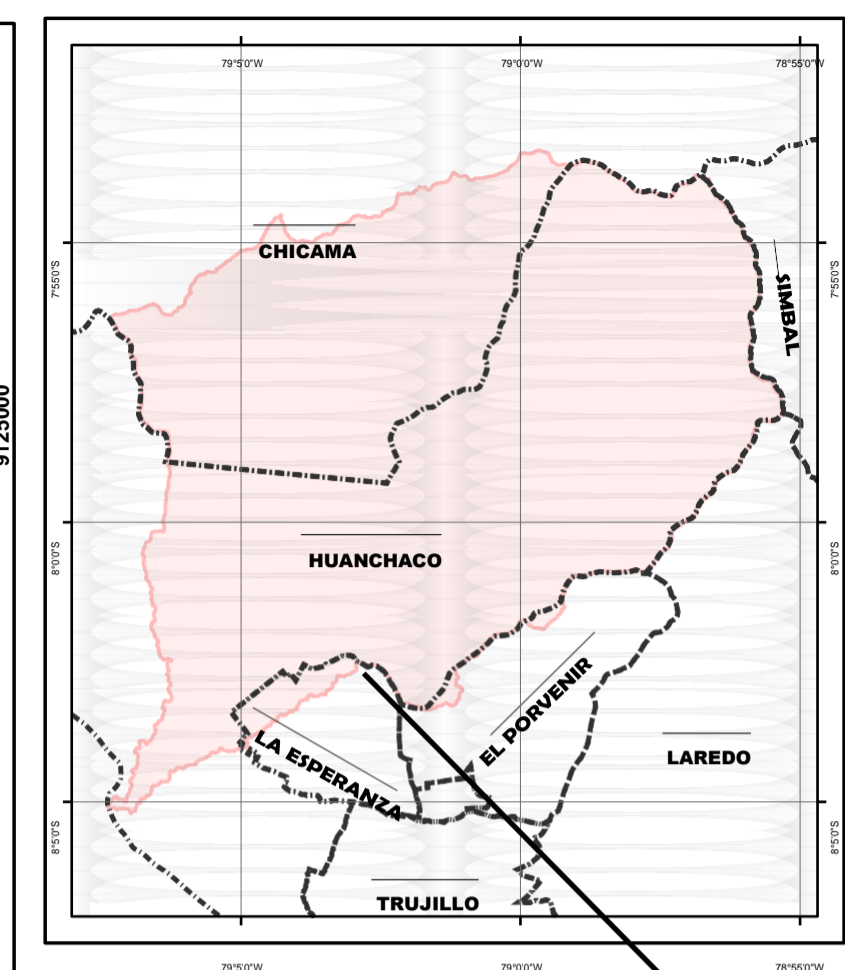 79°5'0"W 79°0'0"W 78°55'0"W
CHICAMA
7°55'0"S 7°55'0"S
SIMBAL
9125000
HUANCHACO
8°0'0"S 8°0'0"S
EL PORVENIR
LA ESPERANZA
LAREDO
8°5'0"S 8°5'0"S
TRUJILLO
79°5'0"W 79°0'0"W 78°55'0"W